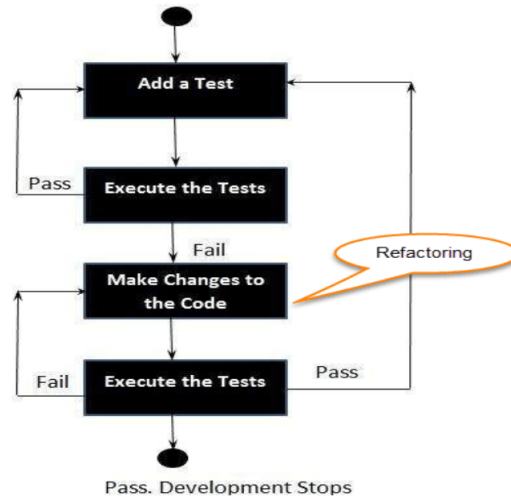 Add a Test
Pass
Execute the Tests
Fail
Refactoring
Make Changes to
the Code
Fail
Execute the Tests
Pass
Pass. Development Stops